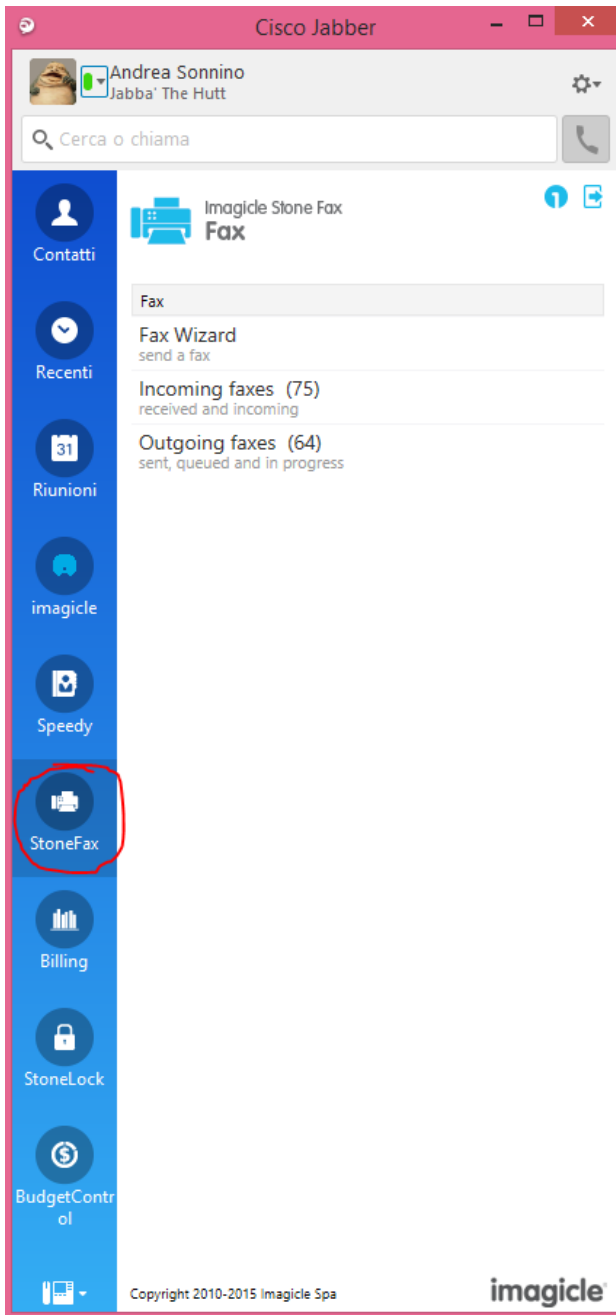 Cisco Jabber
Andrea Sonnino
Jabba' The Hutt
Cerca o chiama
Contatti
Recenti
31
Riunioni
imagicle
Speedy
StoneFax
Billing
StoneLock
BudgetContr
ol
Imagicle Stone Fax
Fax
Fax
Fax Wizard
send a fax
Incoming faxes (75)
received and incoming
Outgoing faxes (64)
sent, queued and in progress
Copyright 2010-2015 Imagicle Spa
imagicle